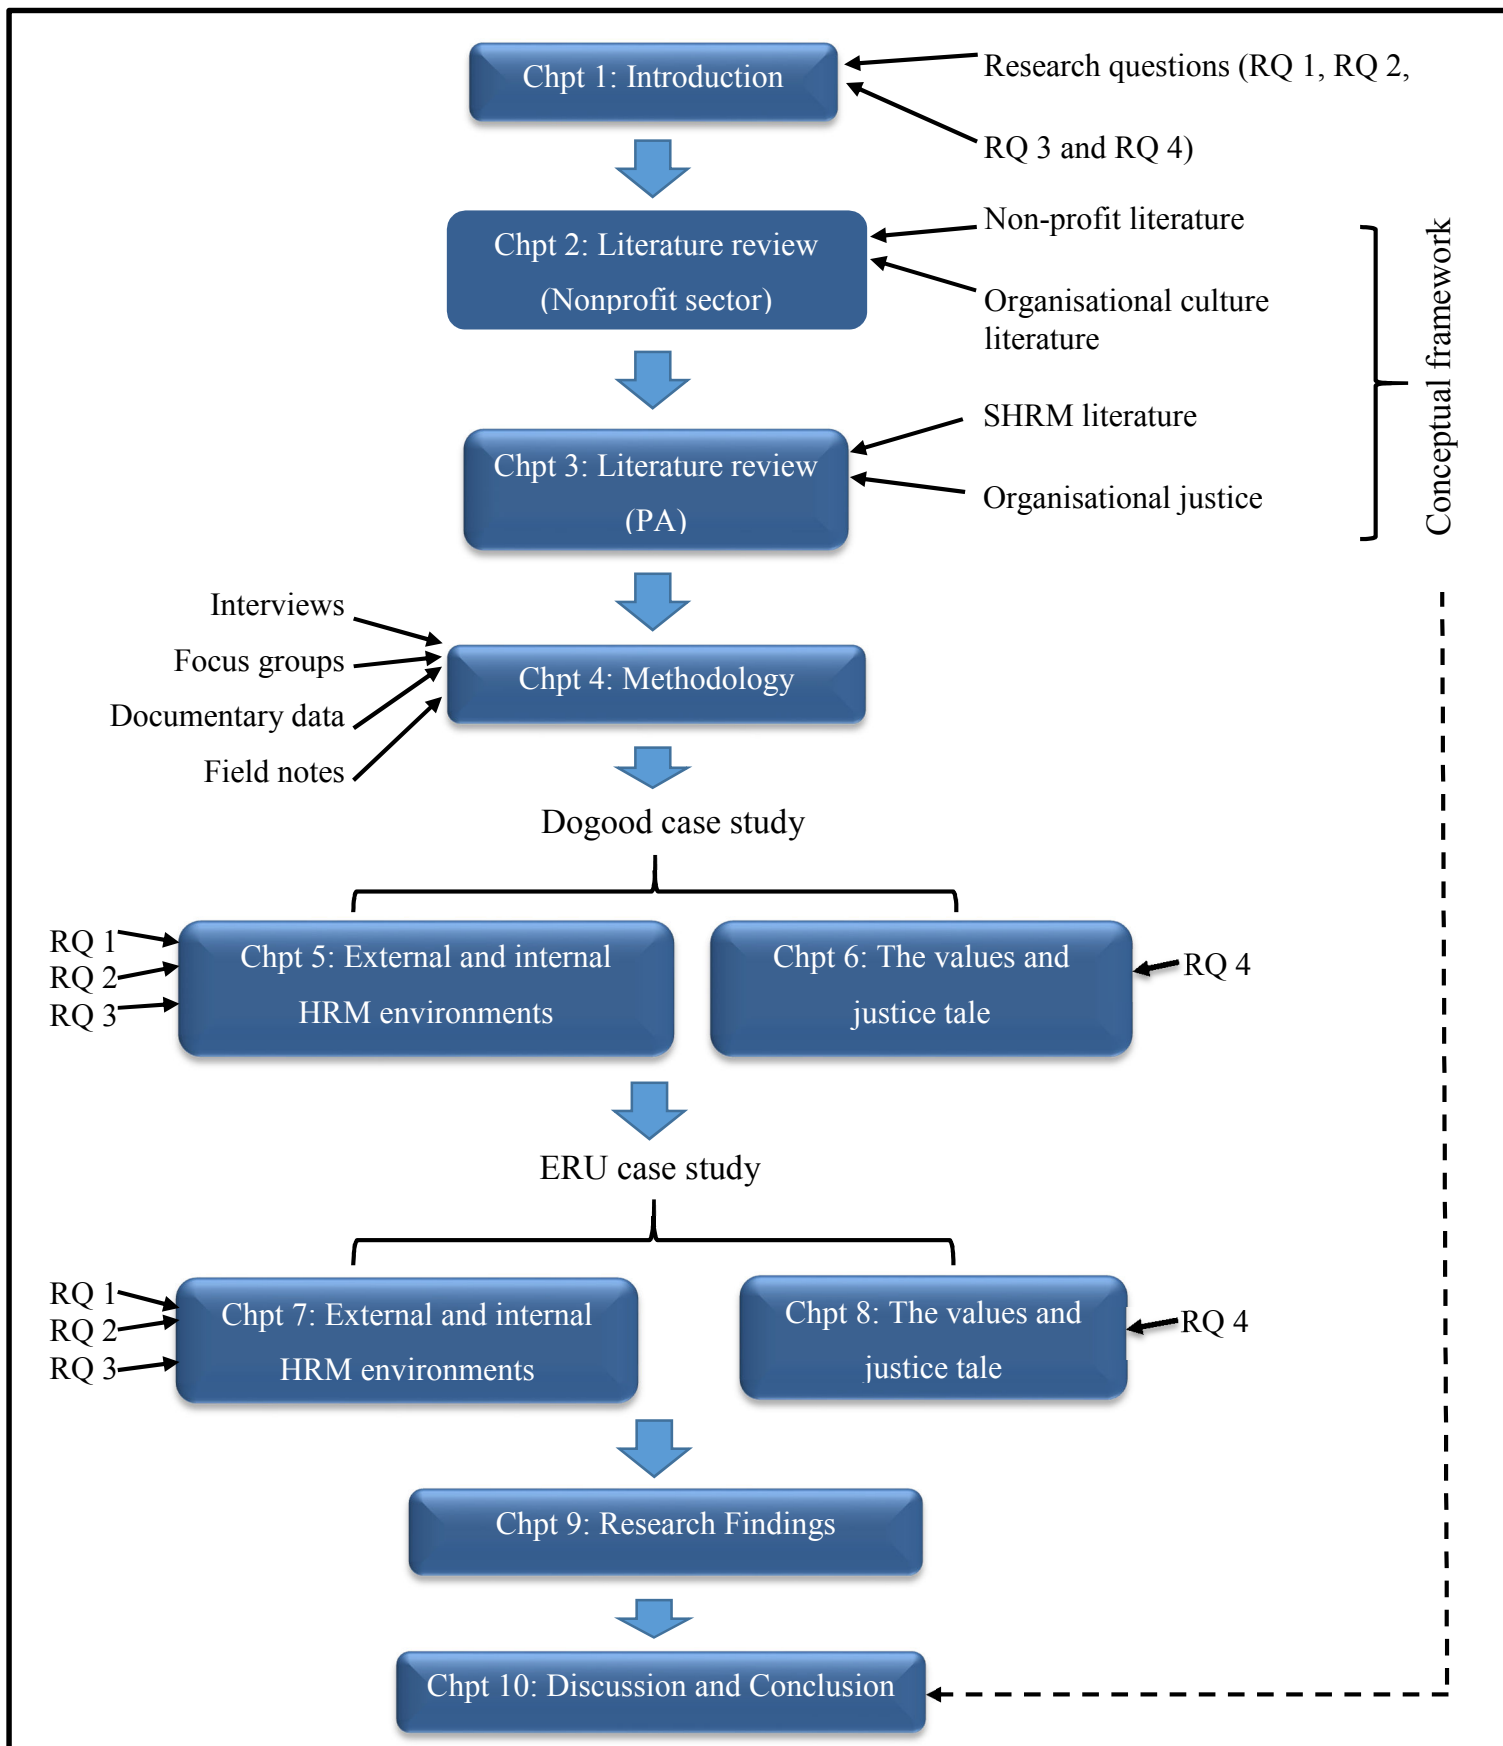 Chpt 1: Introduction
Research questions (RQ 1, RQ 2,
RQ 3 and RQ 4)
Chpt 2: Literature review
(Nonprofit sector)
Non-profit literature
Organisational culture
literature
Conceptual framework
Chpt 3: Literature review
(PA)
SHRM literature
Organisational justice
Interviews
Focus groups
Documentary data
Field notes
Chpt 4: Methodology
Dogood case study
RQ 1
RQ 2
RQ 3
Chpt 5: External and internal
HRM environments
Chpt 6: The values and
justice tale
RQ 4
ERU case study
RQ 1
RQ 2
RQ 3
Chpt 7: External and internal
HRM environments
Chpt 8: The values and
justice tale
RQ 4
Chpt 9: Research Findings
Chpt 10: Discussion and Conclusion